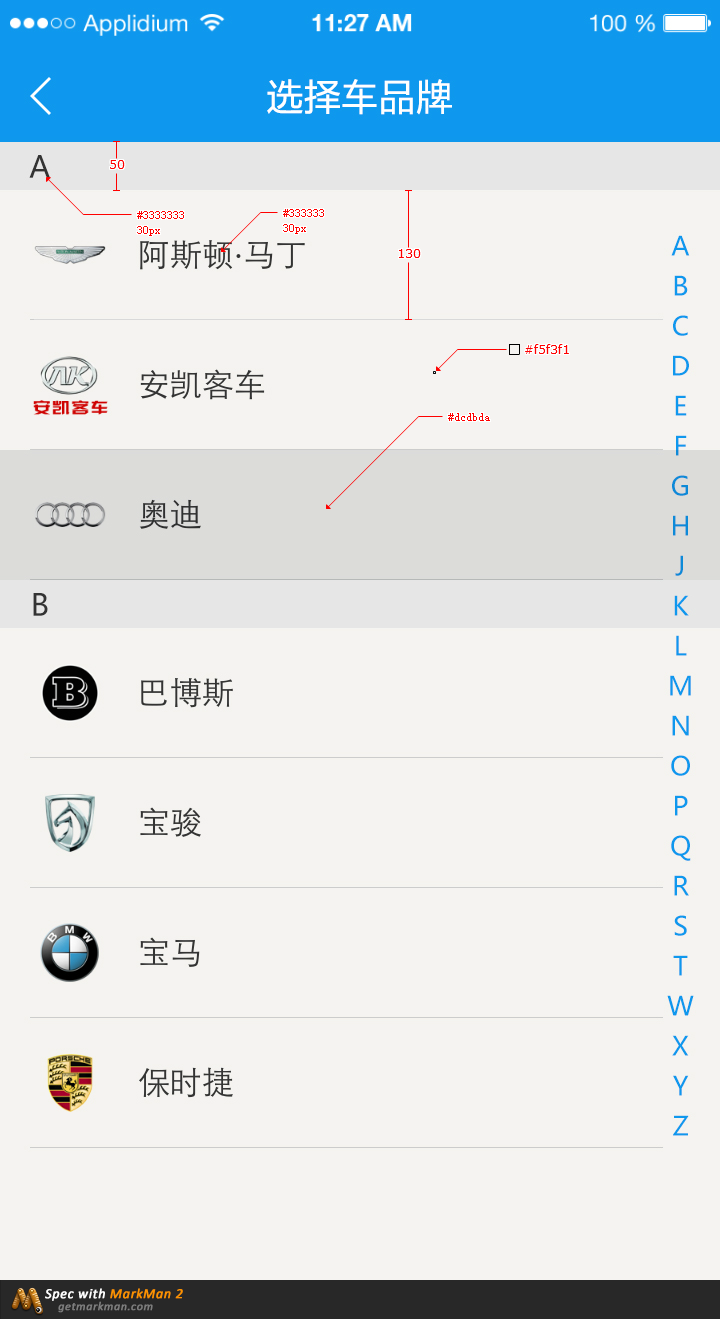 Applidium 11:27 AM 100 %
选择车品牌
A
50
#3333333
30px
#333333
30px
阿斯顿·马丁
130
#f5f3f1
安凯客车
安凯客车
#dcdbda
奥迪
B
B
巴博斯
宝骏
BMW
宝马
PORSCHE
保时捷
A
B
C
D
E
F
G
H
J
K
L
M
N
O
P
Q
R
S
T
W
X
Y
Z
Spec with MarkMan 2
getmarkman.com